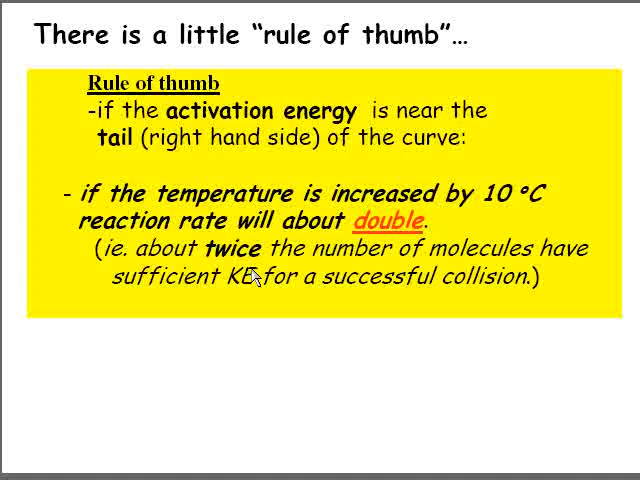 There is a little “rule of thumb”…
Rule of thumb
-if the activation energy is near the
tail (right hand side) of the curve:
- if the temperature is increased by 10 °C
reaction rate will about double.
(ie. about twice the number of molecules have
sufficient KE for a successful collision.)